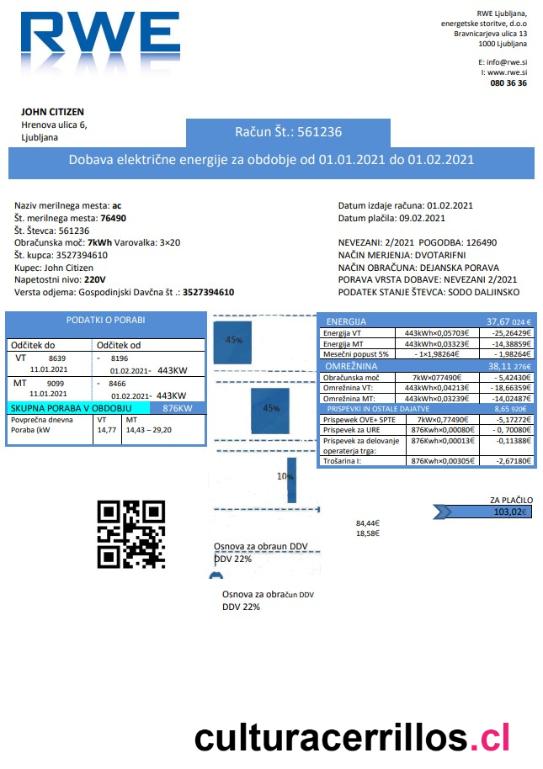 RWE
RWE Ljubljana,
energetske storitve, d.o.o
Bravnicarjeva ulica 13
1000 Ljubljana
E: info@rwe.si
I: www.rwe.si
080 36 36
JOHN CITIZEN
Hrenova ulica 6,
Ljubljana
Račun Št.: 561236
Dobava električne energije za obdobje od 01.01.2021 do 01.02.2021
Naziv merilnega mesta: ac
Št. merilnega mesta: 76490
Št. Števca: 561236
Obračunska moč: 7kWh Varovalka: 3×20
Št. kupca: 3527394610
Kupec: John Citizen
Napetostni nivo: 220V
Versta odjema: Gospodinjski Davčna št .: 3527394610
Datum izdaje računa: 01.02.2021
Datum plačila: 09.02.2021
NEVEZANI: 2/2021 POGODBA: 126490
NAČIN MERJENJA: DVOTARIFNI
NAČIN OBRAČUNA: DEJANSKA PORAVA
PORAVA VRSTA DOBAVE: NEVEZANI 2/2021
PODATEK STANJE ŠTEVCA: SODO DALJINSKO
PODATKI O PORABI
Odčitek do Odčitek od
VT 8639 - 8196
11.01.2021 01.02.2021- 443KW
MT 9099 - 8466
11.01.2021 01.02.2021- 443KW
SKUPNA PORABA V OBDOBJU 876KW
Povprečna dnevna VT MT
Poraba (kW 14,77 14,43 – 29,20
45%
45%
10%
ENERGIJA 37,67 024 €
Energija VT 443kWh×0,05703€ -25,26429€
Energija MT 443kWh×0,03323€ -14,38859€
Mesečni popust 5% - 1×1,98264€ - 1,98264€
OMREŽNINA 38,11 276€
Obračunska moč 7kW×077490€ - 5,42430€
Omrežnina VT: 443kWh×0,04213€ - 18,66359€
Omrežnina MT: 443kWh×0,03239€ -14,02487€
PRISPEVKI IN OSTALE DAJATVE 8,65 920€
Prispewek OVE+ SPTE 7kW×0,77490€ -5,17272€
Prispevek za URE 876Kwh×0,00080€ - 0, 70080€
Prispevek za delovanje operaterja trga: 876Kwh×0,00013€ -0,11388€
Trošarina I: 876Kwh×0,00305€ -2,67180€
ZA PLAČILO
103,02€
84,44€
18,58€
Osnova za obraun DDV
DDV 22%
Osnova za obračun DDV
DDV 22%
culturacerrillos.cl